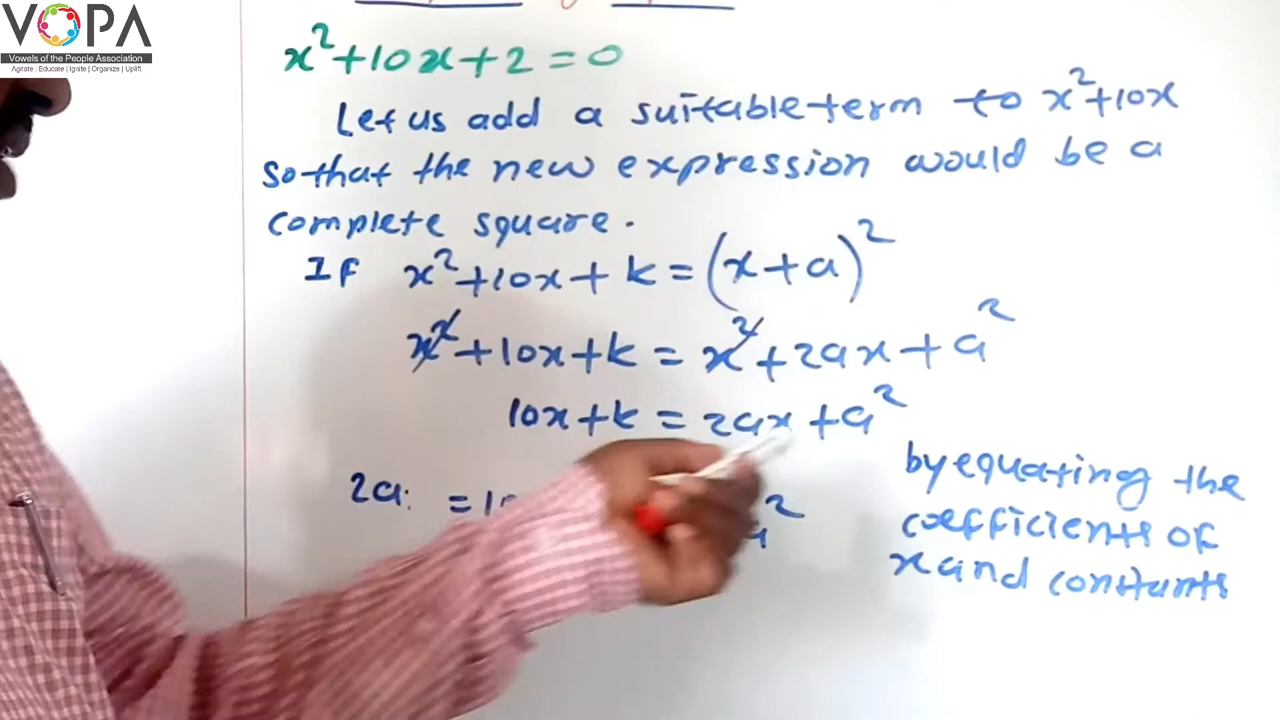 VOPA
Vowels of the People Association
Agitate | Educate | Ignite | Organize | Uplift
x²+10x+2=0
Let us add a suitable term to x²+10x
so that the new expression would be a
complete square.
If x²+10x+k=(x+a)²
x²+10x+k=x²+2ax+a²
10x+k=2ax+a²
2a =10 a²
by equating the
coefficients of
x and constants